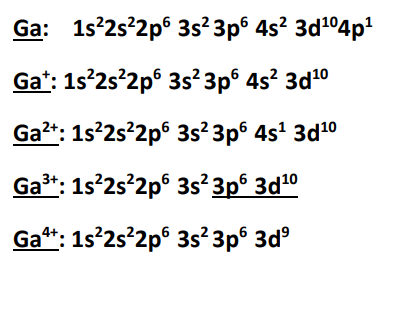 Ga: 1s²2s²2p⁶ 3s² 3p⁶ 4s² 3d¹⁰4p¹
Ga⁺: 1s²2s²2p⁶ 3s² 3p⁶ 4s² 3d¹⁰
Ga²⁺: 1s²2s²2p⁶ 3s² 3p⁶ 4s¹ 3d¹⁰
Ga³⁺: 1s²2s²2p⁶ 3s² 3p⁶ 3d¹⁰
Ga⁴⁺: 1s²2s²2p⁶ 3s² 3p⁶ 3d⁹